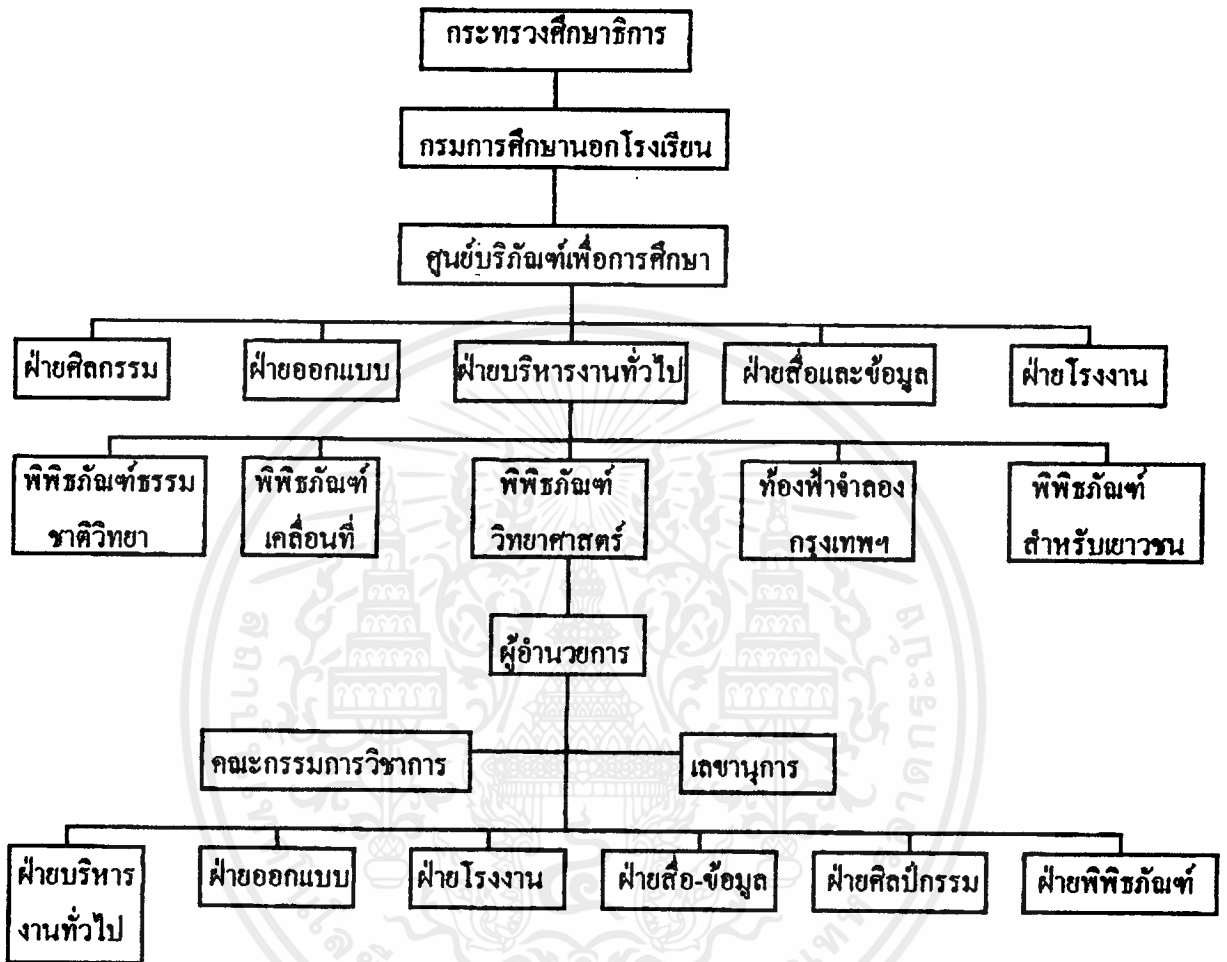 กระทรวงศึกษาธิการ
กรมการศึกษานอกโรงเรียน
ศูนย์บริภัณฑ์เพื่อการศึกษา
ฝ่ายศิลกรรม
ฝ่ายออกแบบ
ฝ่ายบริหารงานทั่วไป
ฝ่ายสื่อและข้อมูล
ฝ่ายโรงงาน
พิพิธภัณฑ์ธรรม
ชาติวิทยา
พิพิธภัณฑ์
เคลื่อนที่
พิพิธภัณฑ์
วิทยาศาสตร์
ท้องฟ้าจำลอง
กรุงเทพฯ
พิพิธภัณฑ์
สำหรับเยาวชน
ผู้อำนวยการ
คณะกรรมการวิชาการ
เลขานุการ
ฝ่ายบริหาร
งานทั่วไป
ฝ่ายออกแบบ
ฝ่ายโรงงาน
ฝ่ายสื่อ-ข้อมูล
ฝ่ายศิลป์กรรม
ฝ่ายพิพิธภัณฑ์